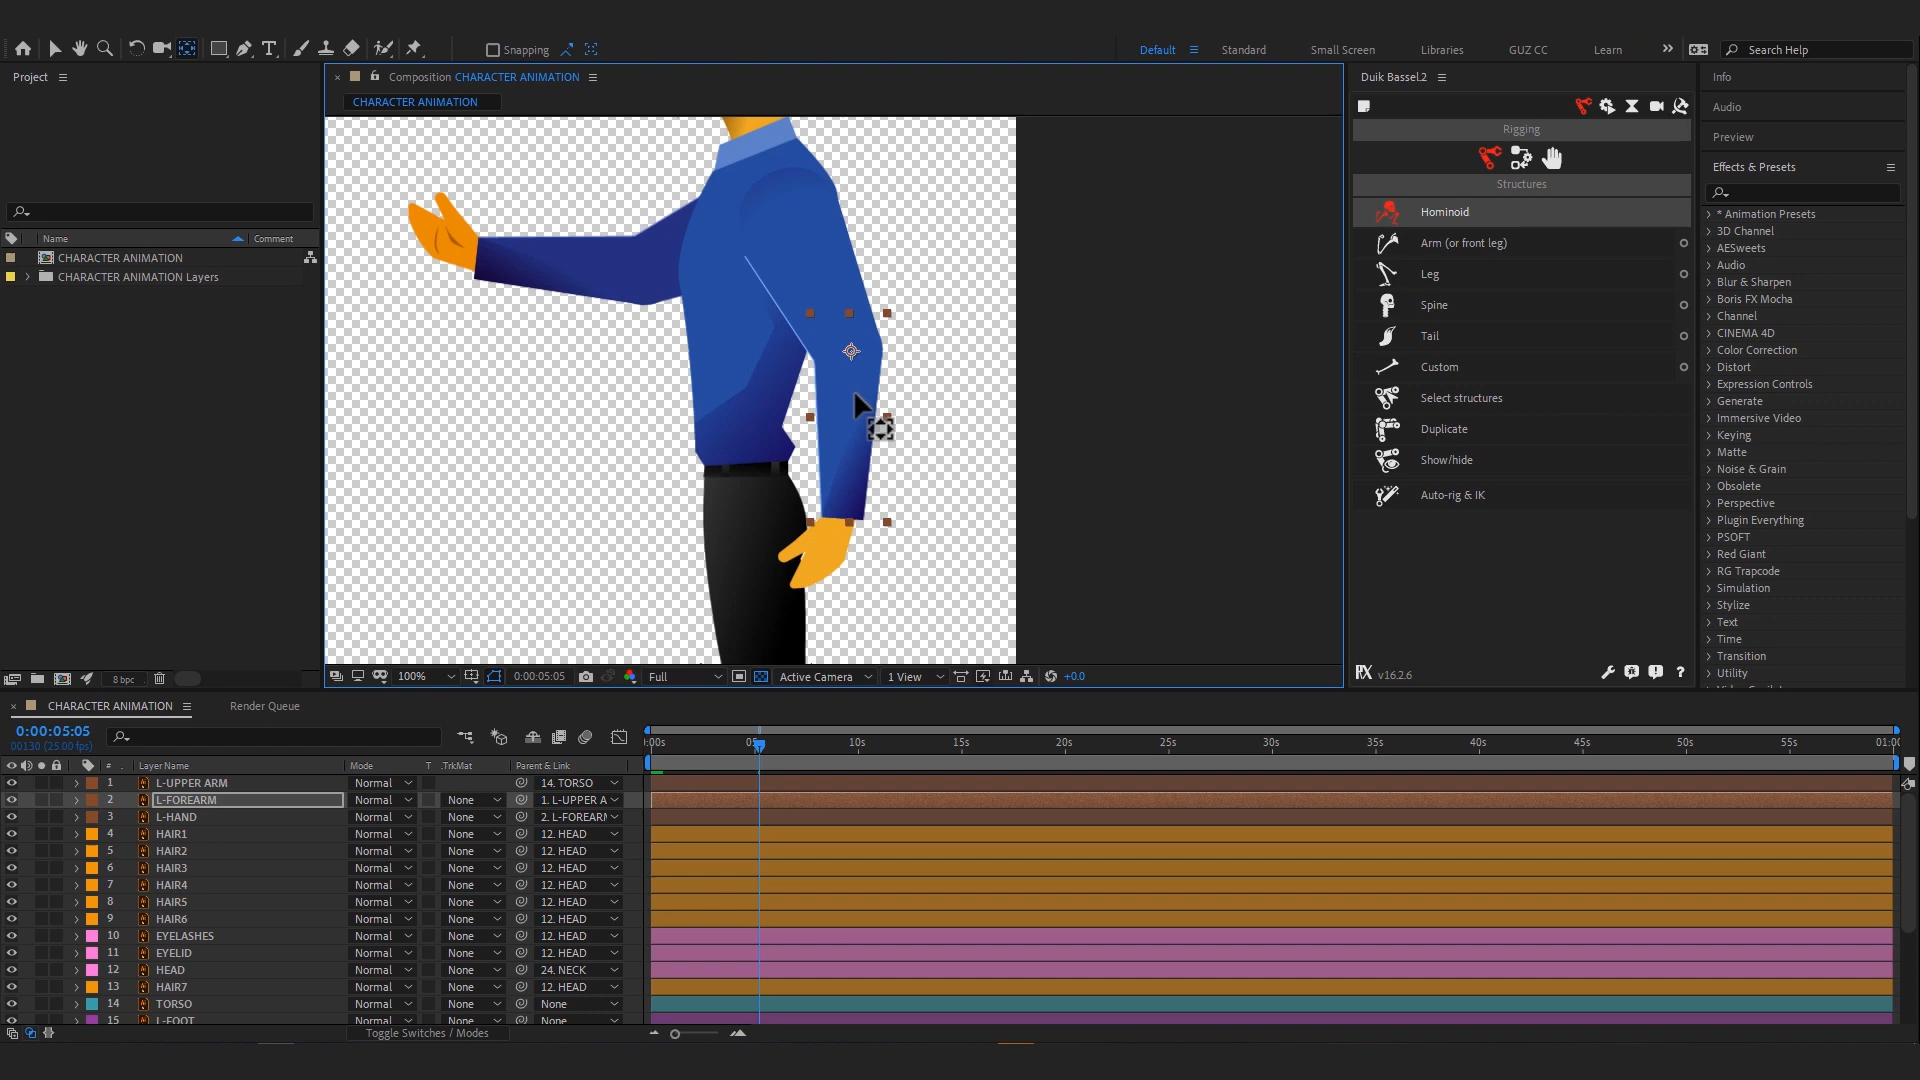 Snapping
Default
Standard
Small Screen
Libraries
GUZ CC
Learn
Search Help
Project
Composition CHARACTER ANIMATION
Duik Bassel.2
Info
CHARACTER ANIMATION
Audio
Rigging
Preview
Effects & Presets
Structures
Name
Comment
CHARACTER ANIMATION
CHARACTER ANIMATION Layers
Hominoid
Arm (or front leg)
Leg
Spine
Tail
Custom
Select structures
Duplicate
Show/hide
Auto-rig & IK
* Animation Presets
3D Channel
AESweets
Audio
Blur & Sharpen
Boris FX Mocha
Channel
CINEMA 4D
Color Correction
Distort
Expression Controls
Generate
Immersive Video
Keying
Matte
Noise & Grain
Obsolete
Perspective
Plugin Everything
PSOFT
Red Giant
RG Trapcode
Simulation
Stylize
Text
Time
Transition
Utility
8 bpc
100%
0:00:05:05
Full
Active Camera
1 View
+0.0
v16.2.6
?
CHARACTER ANIMATION
Render Queue
0:00:05:05
00130 (25.00 fps)
:00s
05
10s
15s
20s
25s
30s
35s
40s
45s
50s
55s
01:00
# Layer Name Mode T .TrkMat Parent & Link
1 L-UPPER ARM Normal 14. TORSO
2 L-FOREARM Normal None 1. L-UPPER A
3 L-HAND Normal None 2. L-FOREARM
4 HAIR1 Normal None 12. HEAD
5 HAIR2 Normal None 12. HEAD
6 HAIR3 Normal None 12. HEAD
7 HAIR4 Normal None 12. HEAD
8 HAIR5 Normal None 12. HEAD
9 HAIR6 Normal None 12. HEAD
10 EYELASHES Normal None 12. HEAD
11 EYELID Normal None 12. HEAD
12 HEAD Normal None 24. NECK
13 HAIR7 Normal None 12. HEAD
14 TORSO Normal None None
15 L-FOOT Normal None None
Toggle Switches / Modes